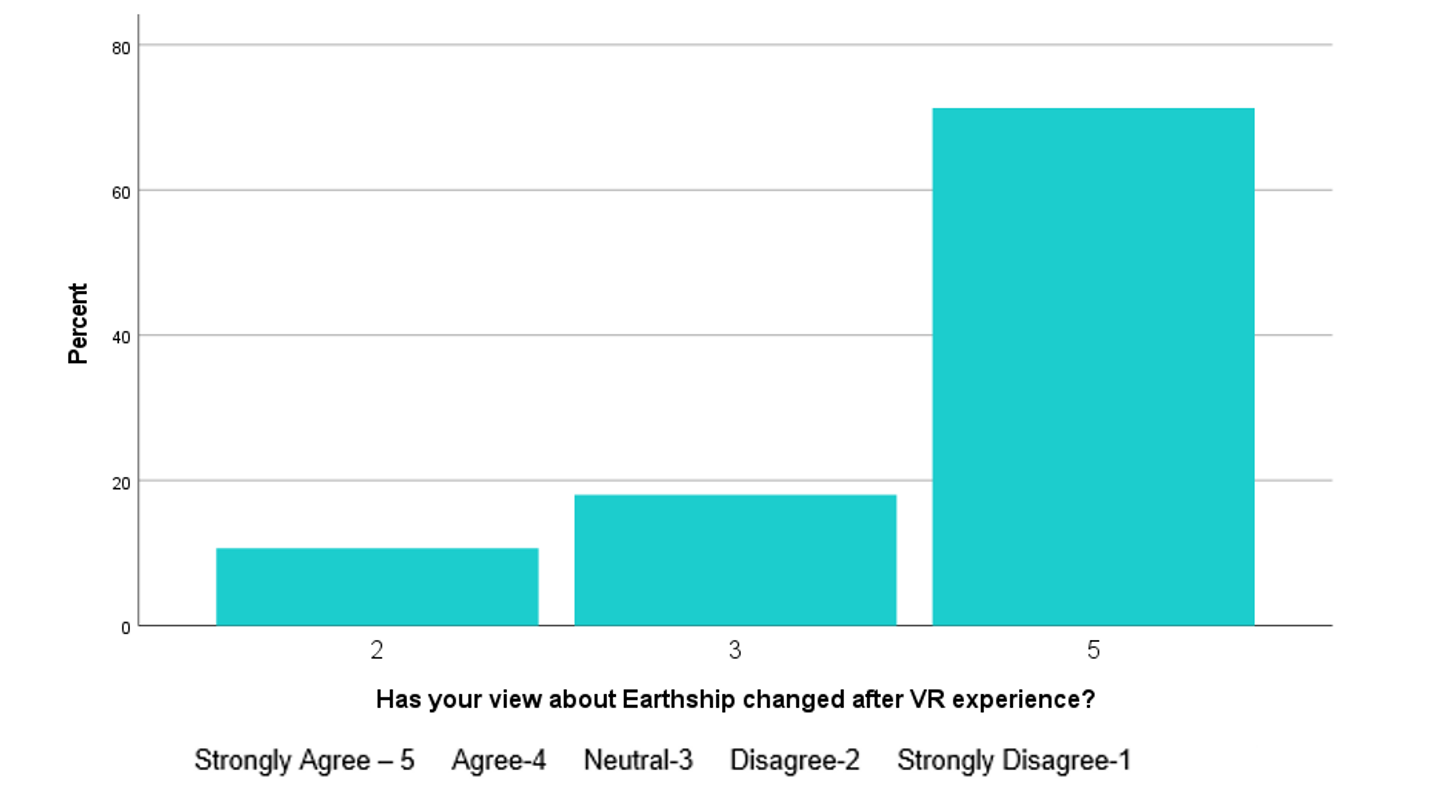 80
60
40
20
0
Percent
2 3 5
Has your view about Earthship changed after VR experience?
Strongly Agree – 5 Agree-4 Neutral-3 Disagree-2 Strongly Disagree-1